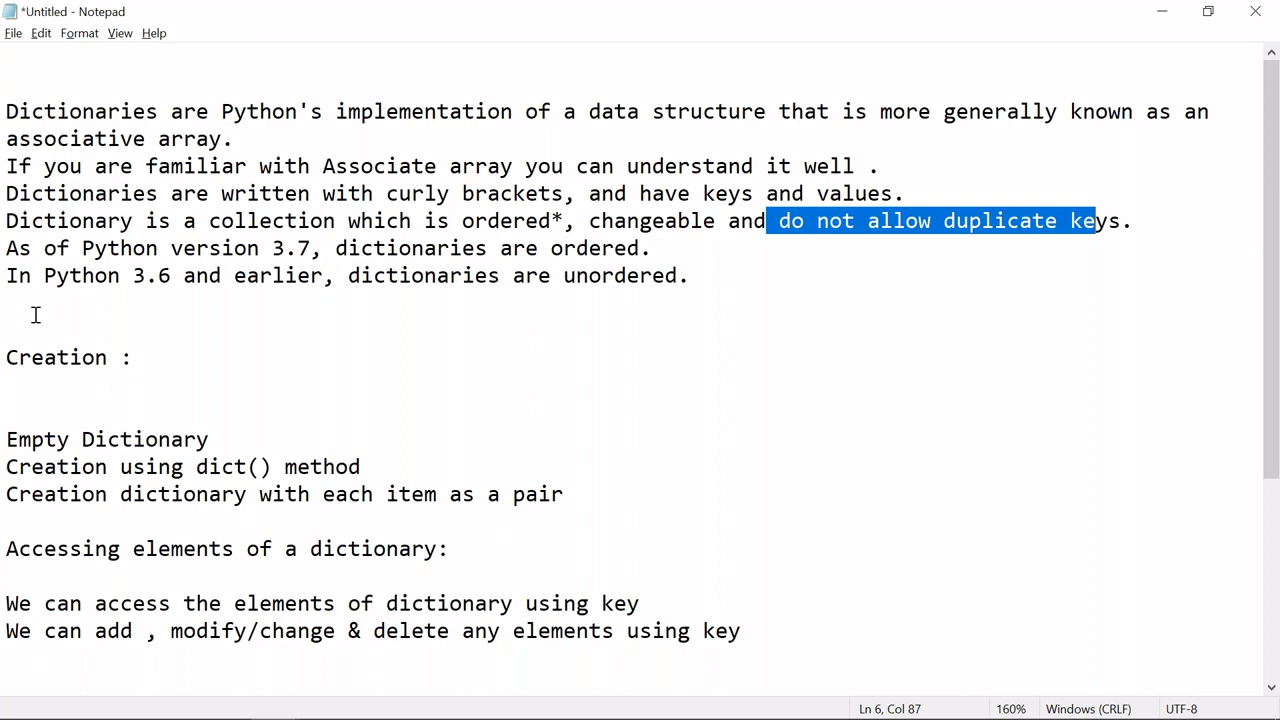 *Untitled - Notepad
File Edit Format View Help
Dictionaries are Python's implementation of a data structure that is more generally known as an
associative array.
If you are familiar with Associate array you can understand it well .
Dictionaries are written with curly brackets, and have keys and values.
Dictionary is a collection which is ordered*, changeable and do not allow duplicate keys.
As of Python version 3.7, dictionaries are ordered.
In Python 3.6 and earlier, dictionaries are unordered.
Creation :
Empty Dictionary
Creation using dict() method
Creation dictionary with each item as a pair
Accessing elements of a dictionary:
We can access the elements of dictionary using key
We can add , modify/change & delete any elements using key
Ln 6, Col 87 160% Windows (CRLF) UTF-8